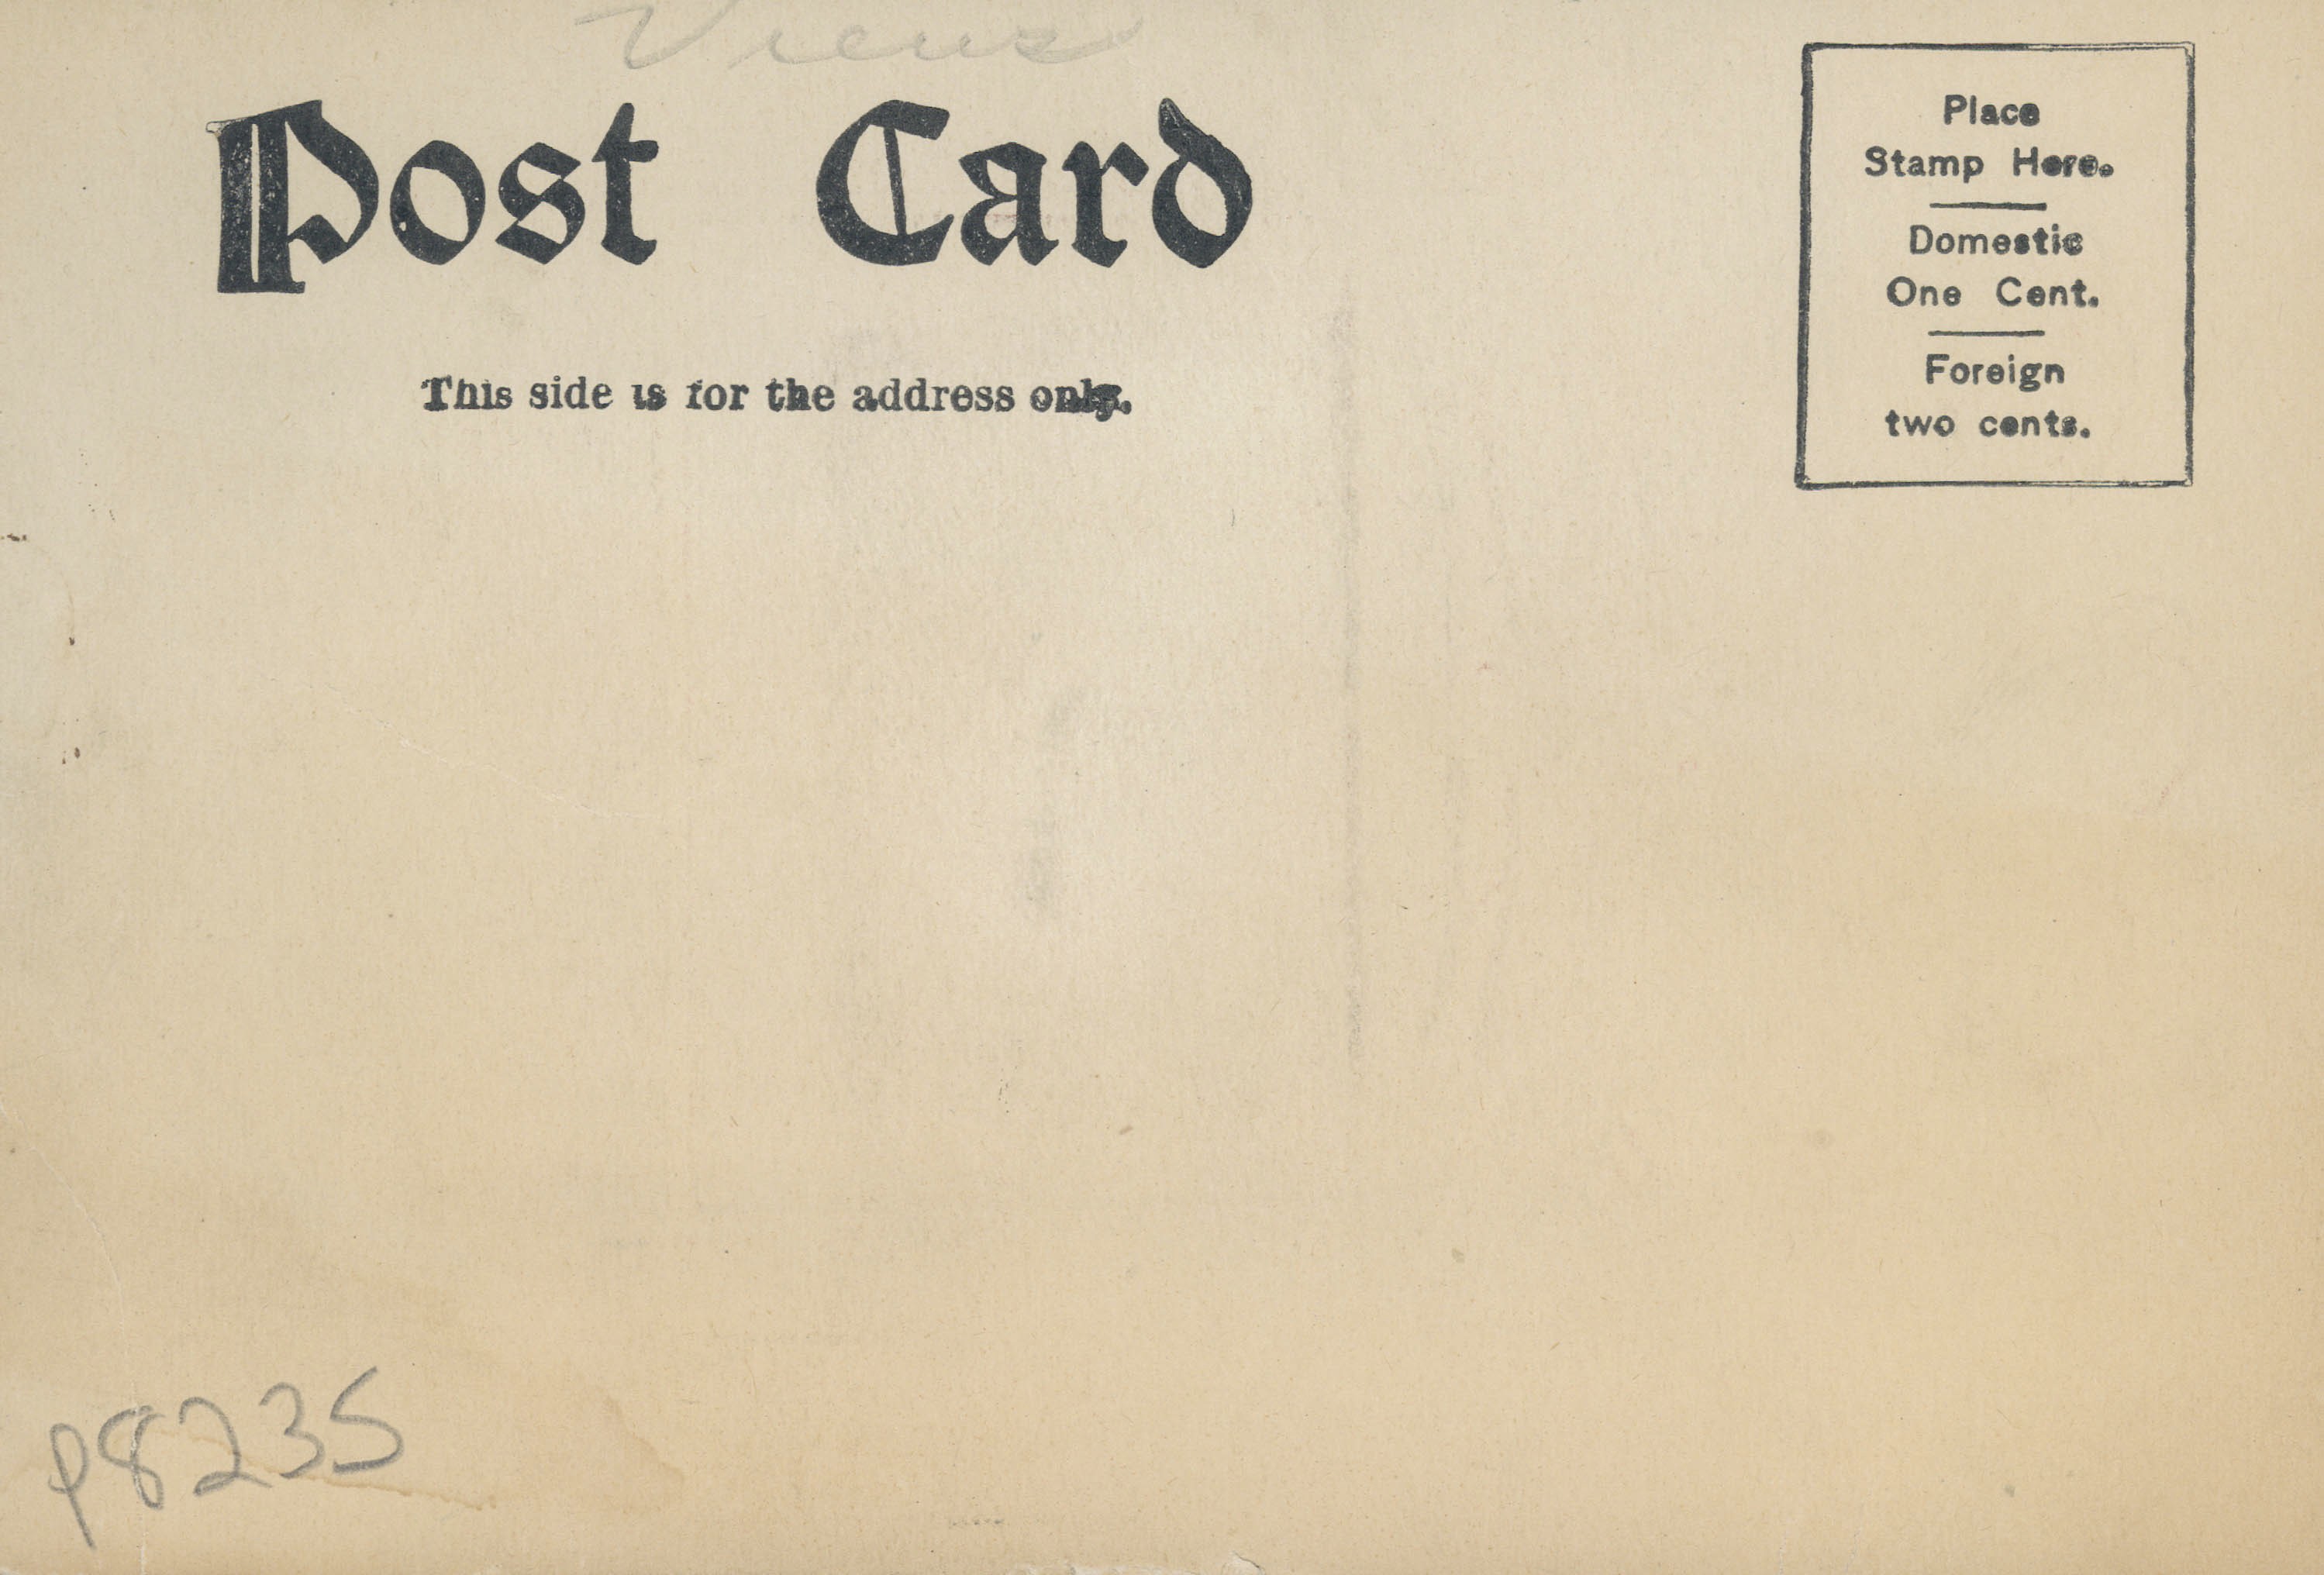 Views
Post Card
This side is for the address only.
Place
Stamp Here.
Domestic
One Cent.
Foreign
two cents.
P8235